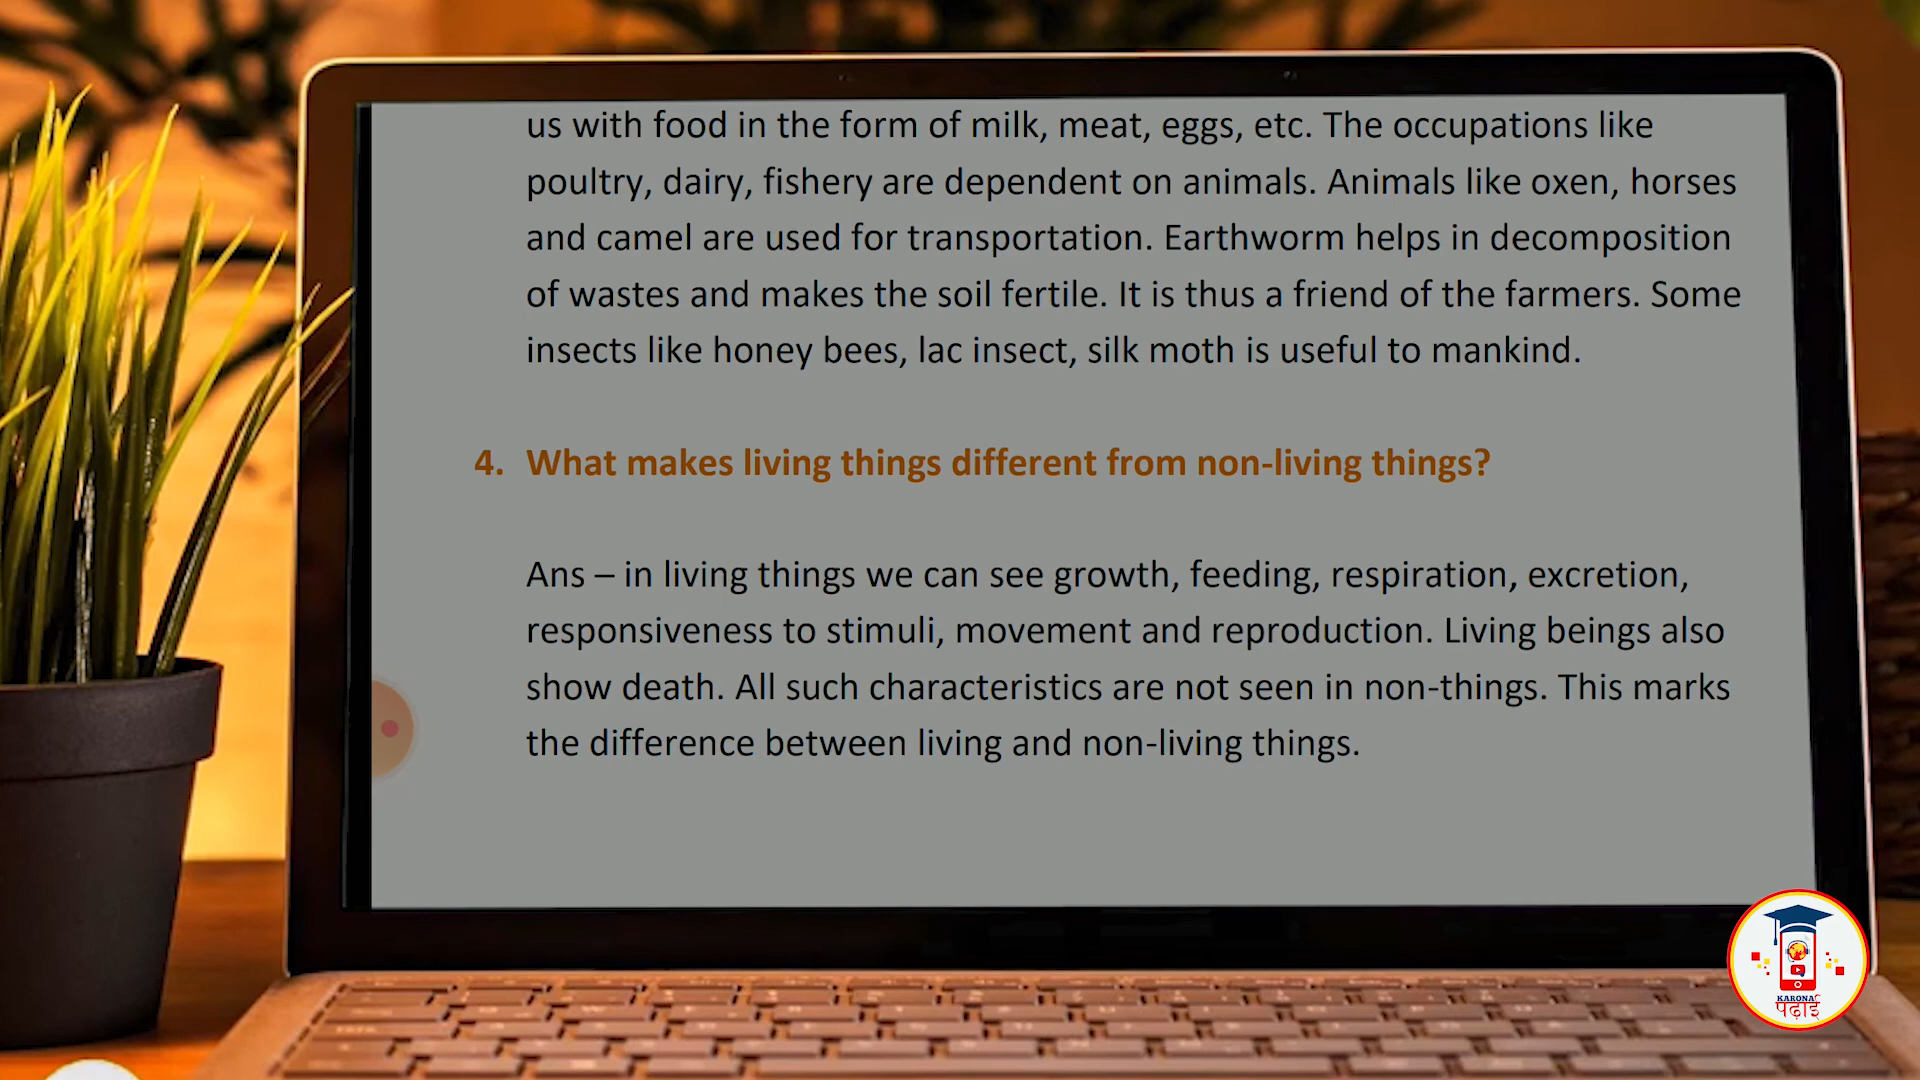 us with food in the form of milk, meat, eggs, etc. The occupations like
poultry, dairy, fishery are dependent on animals. Animals like oxen, horses
and camel are used for transportation. Earthworm helps in decomposition
of wastes and makes the soil fertile. It is thus a friend of the farmers. Some
insects like honey bees, lac insect, silk moth is useful to mankind.
4. What makes living things different from non-living things?
Ans – in living things we can see growth, feeding, respiration, excretion,
responsiveness to stimuli, movement and reproduction. Living beings also
show death. All such characteristics are not seen in non-things. This marks
the difference between living and non-living things.
KARONA
पढ़ाई